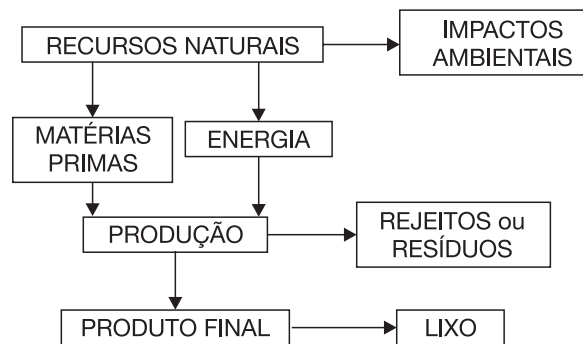 RECURSOS NATURAIS
IMPACTOS
AMBIENTAIS
MATÉRIAS
PRIMAS
ENERGIA
PRODUÇÃO
REJEITOS ou
RESÍDUOS
PRODUTO FINAL
LIXO